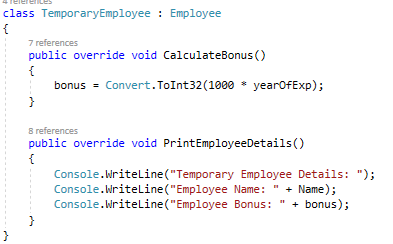 4 references
class TemporaryEmployee : Employee
{
7 references
public override void CalculateBonus()
{
bonus = Convert.ToInt32(1000 * yearOfExp);
}
8 references
public override void PrintEmployeeDetails()
{
Console.WriteLine("Temporary Employee Details: ");
Console.WriteLine("Employee Name: " + Name);
Console.WriteLine("Employee Bonus: " + bonus);
}
}